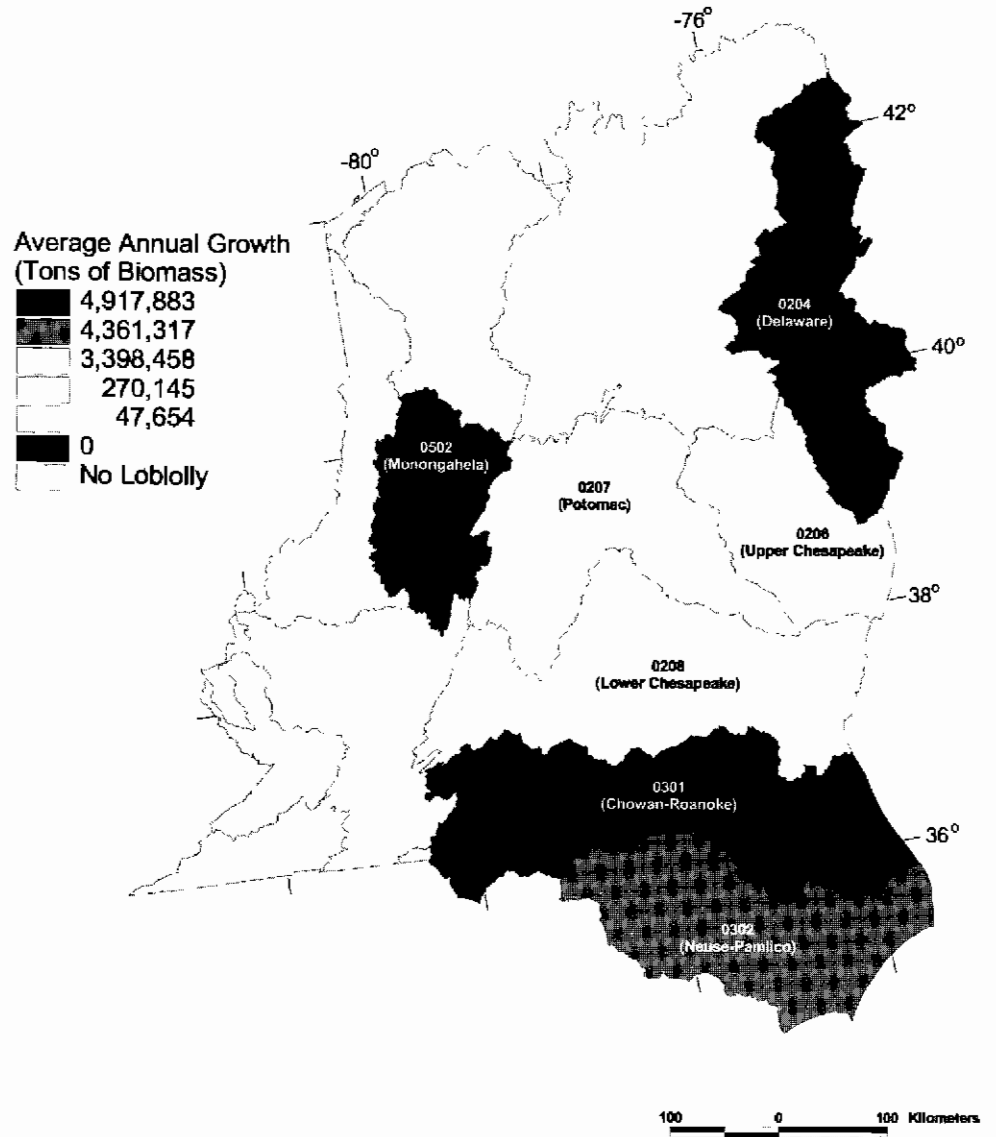 -76°
42°
-80°
Average Annual Growth
(Tons of Biomass)
4,917,883
4,361,317
3,398,458
270,145
47,654
0
No Loblolly
0204
(Delaware)
40°
0502
(Monongahela)
0207
(Potomac)
0206
(Upper Chesapeake)
38°
0208
(Lower Chesapeake)
0301
(Chowan-Roanoke)
36°
0302
(Neuse-Pamlico)
100 0 100 Kilometers